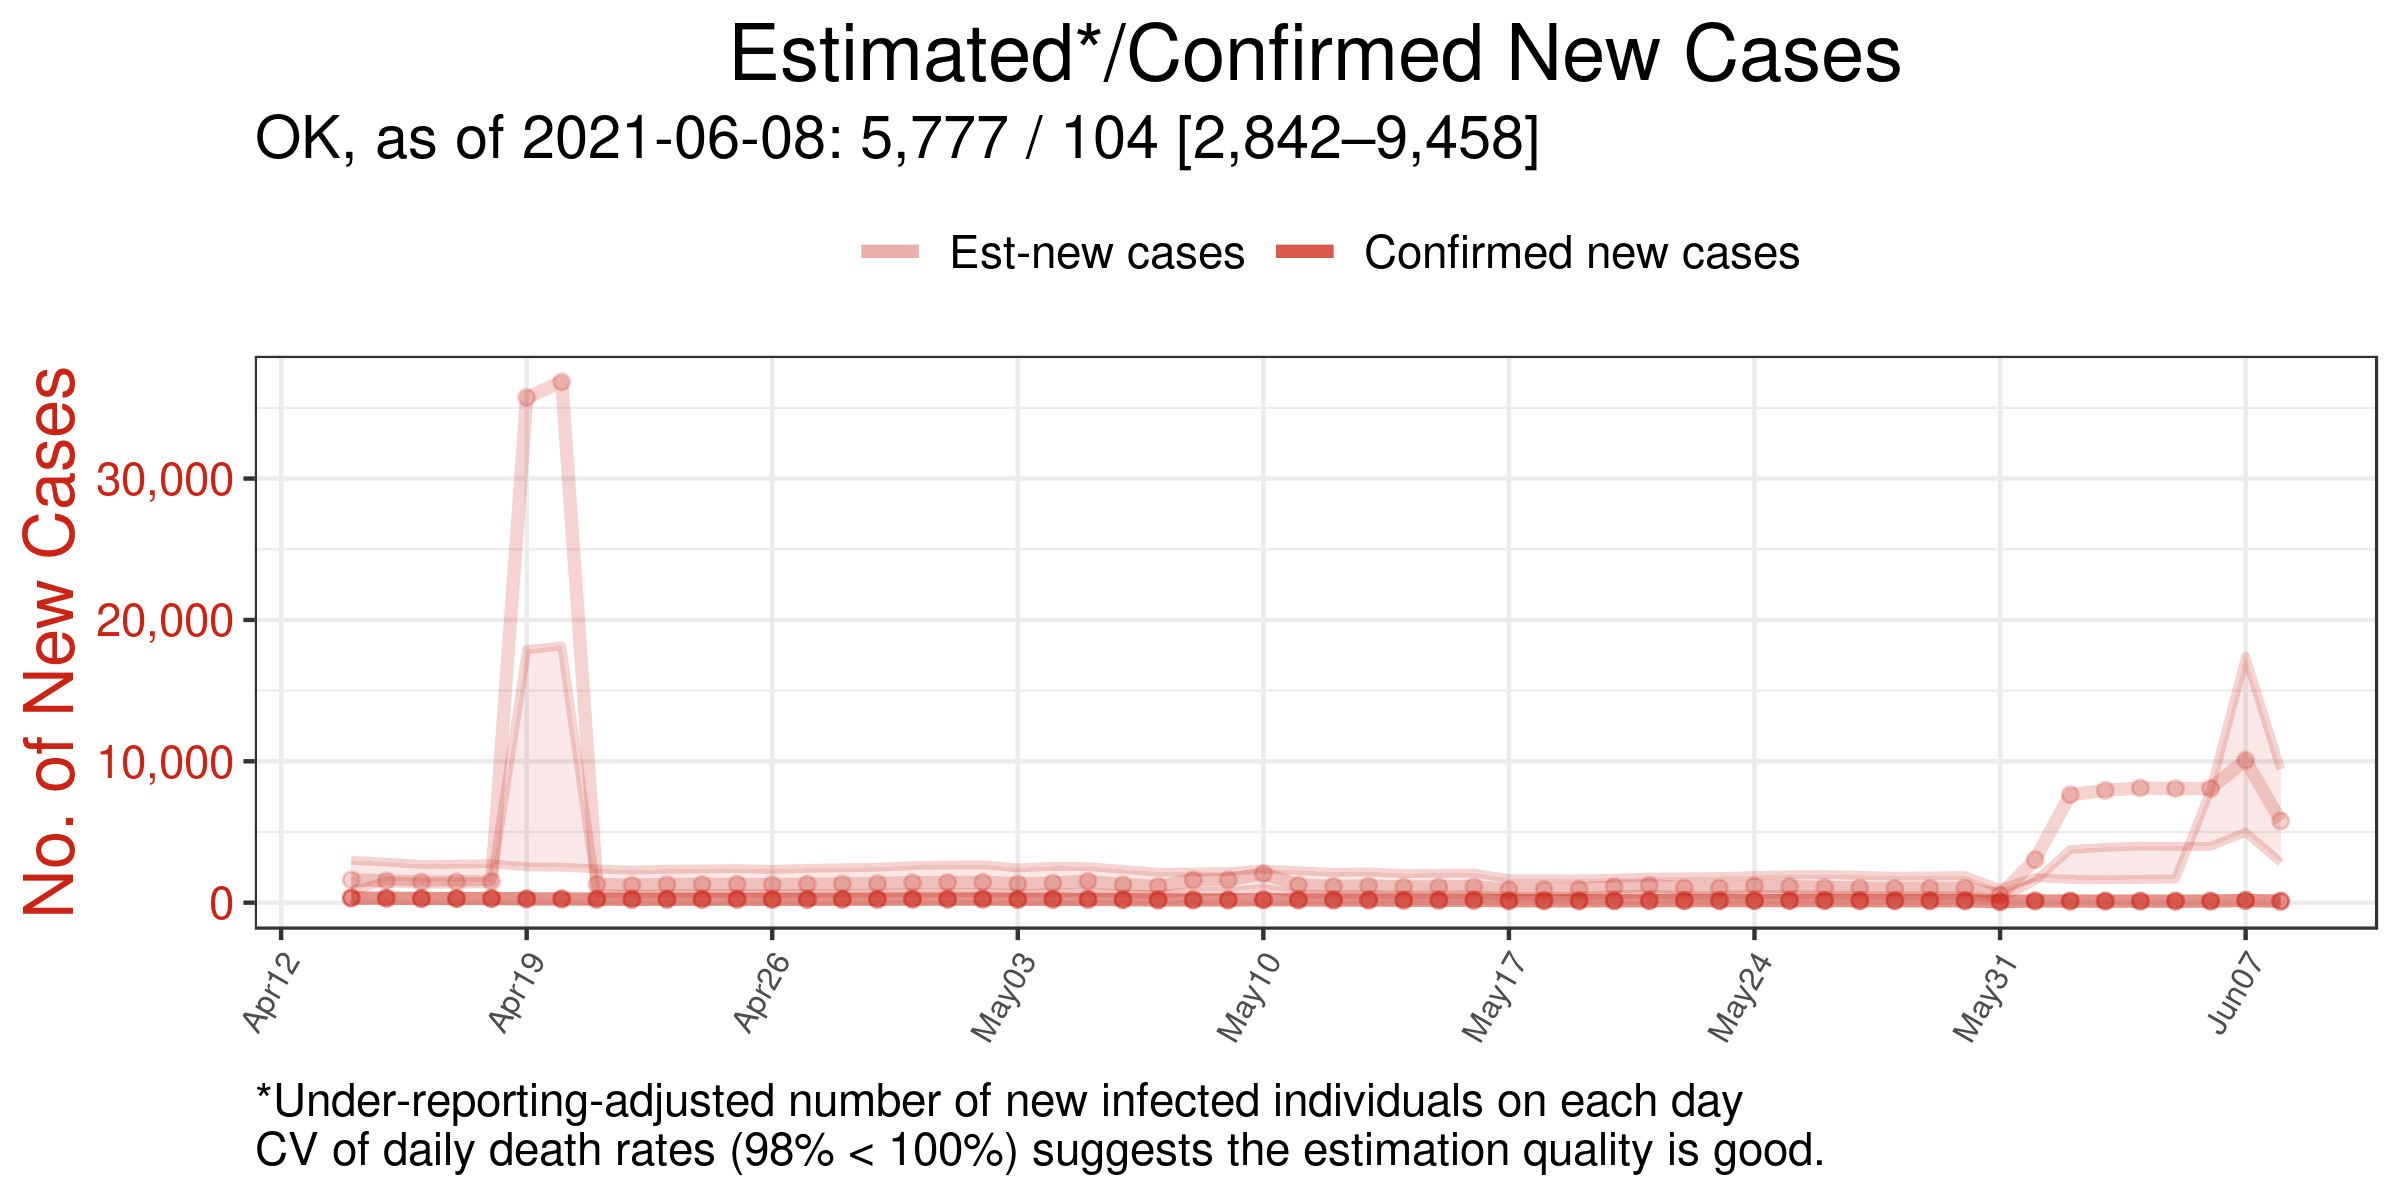 Estimated*/Confirmed New Cases
OK, as of 2021-06-08: 5,777 / 104 [2,842–9,458]
Est-new cases
Confirmed new cases
No. of New Cases
30,000
20,000
10,000
0
Apr12
Apr19
Apr26
May03
May10
May17
May24
May31
Jun07
*Under-reporting-adjusted number of new infected individuals on each day
CV of daily death rates (98% < 100%) suggests the estimation quality is good.